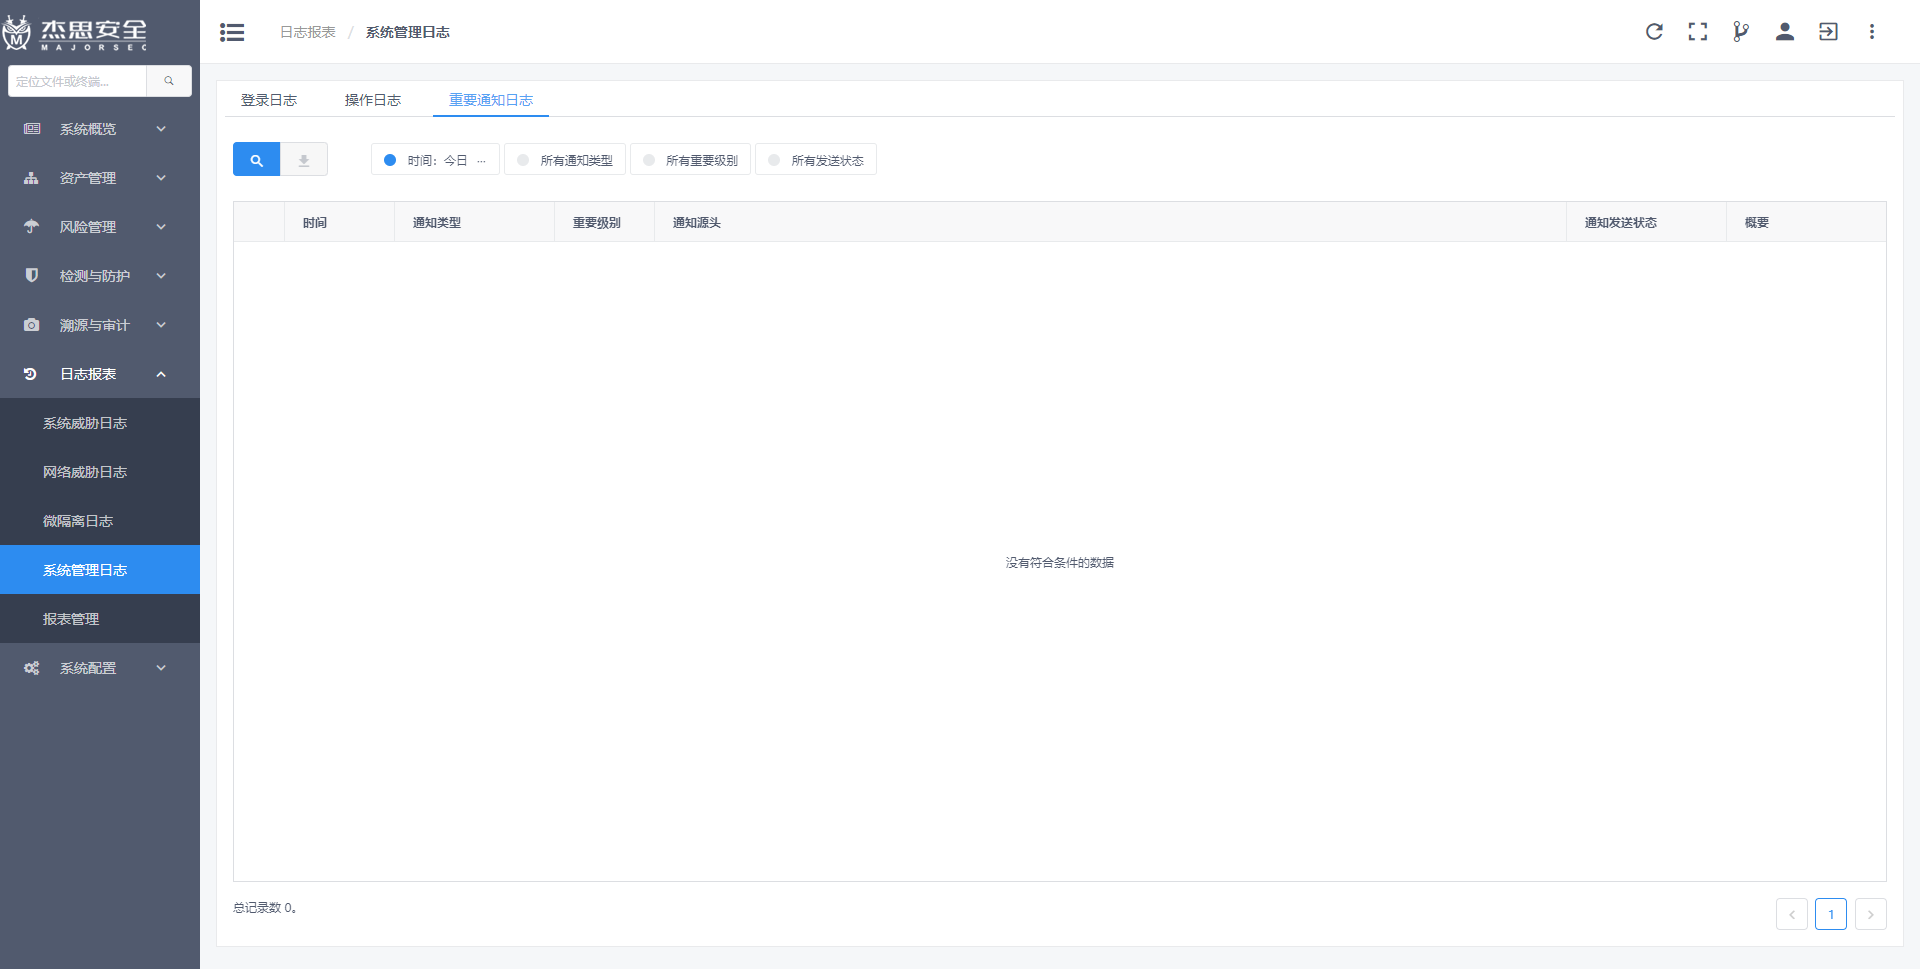 杰思安全
MAJORSEC
定位文件或终端...
系统概览
资产管理
风险管理
检测与防护
溯源与审计
日志报表
系统威胁日志
网络威胁日志
微隔离日志
系统管理日志
报表管理
系统配置
日志报表 / 系统管理日志
登录日志 操作日志 重要通知日志
时间：今日 ... 所有通知类型 所有重要级别 所有发送状态
时间 通知类型 重要级别 通知源头 通知发送状态 概要
没有符合条件的数据
总记录数 0。
1